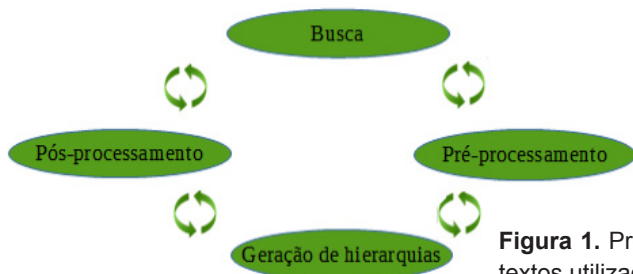 Busca
Pós-processamento
Pré-processamento
Geração de hierarquias
Figura 1. Pr
textos utiliza